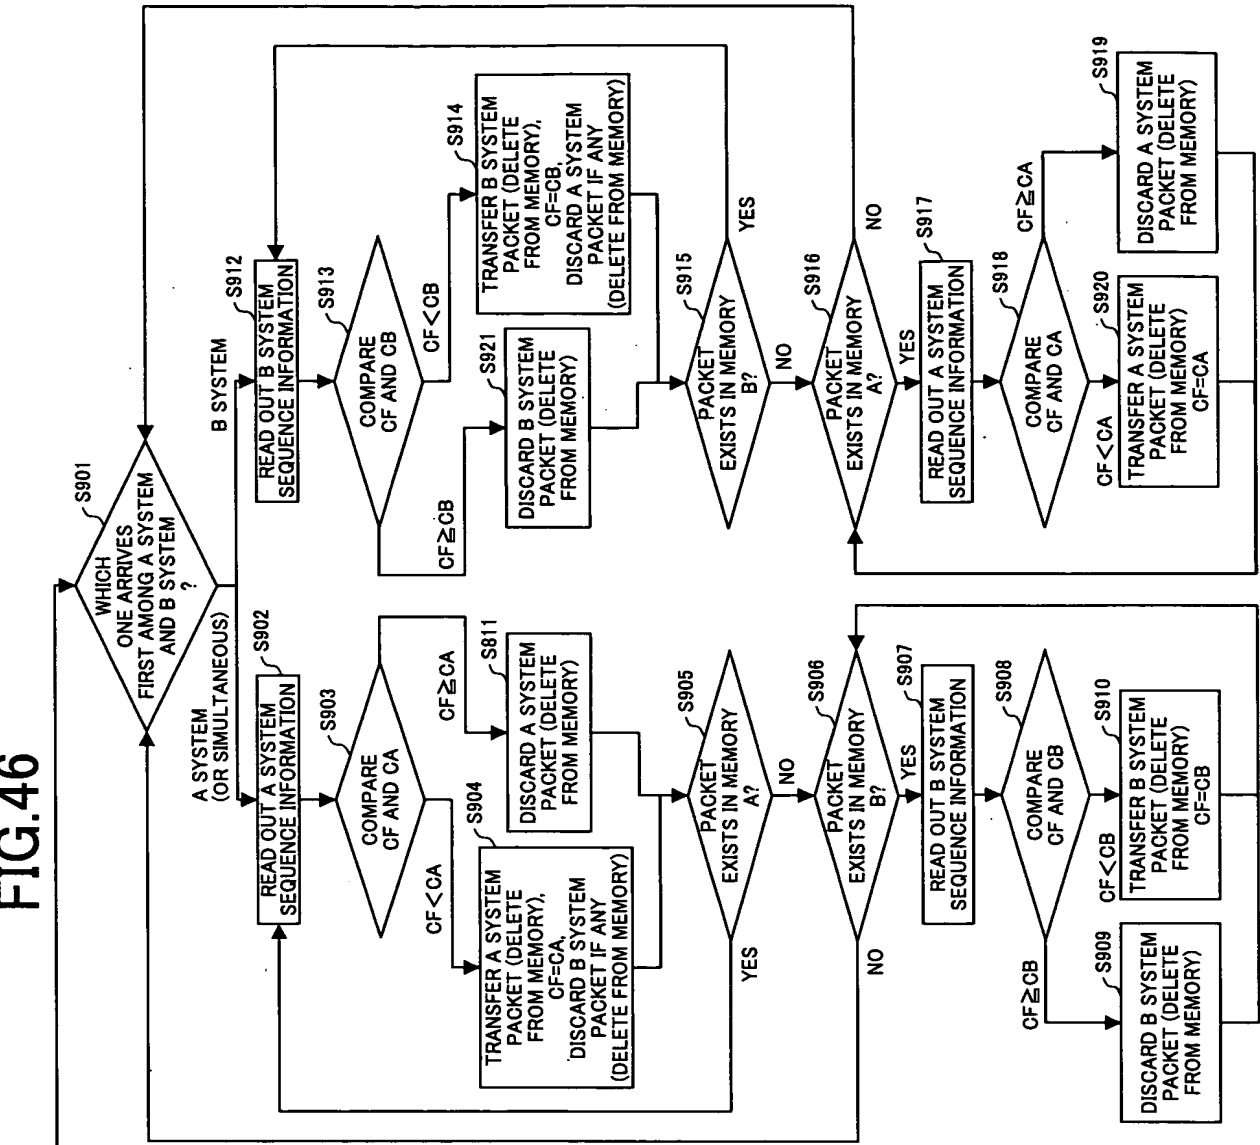 FIG.46
S901
WHICH
ONE ARRIVES
FIRST AMONG A SYSTEM
AND B SYSTEM
?
A SYSTEM
(OR SIMULTANEOUS)
S902
READ OUT A SYSTEM
SEQUENCE INFORMATION
S903
COMPARE
CF AND CA
CF<CA
S904
TRANSFER A SYSTEM
PACKET (DELETE
FROM MEMORY),
CF=CA,
DISCARD B SYSTEM
PACKET IF ANY
(DELETE FROM MEMORY)
CF≧CA
S811
DISCARD A SYSTEM
PACKET (DELETE
FROM MEMORY)
S905
PACKET
EXISTS IN MEMORY
A?
YES
NO
S906
PACKET
EXISTS IN MEMORY
B?
NO
YES
S907
READ OUT B SYSTEM
SEQUENCE INFORMATION
S908
COMPARE
CF AND CB
CF≧CB
S909
DISCARD B SYSTEM
PACKET (DELETE
FROM MEMORY)
CF<CB
S910
TRANSFER B SYSTEM
PACKET (DELETE
FROM MEMORY)
CF=CB
B SYSTEM
S912
READ OUT B SYSTEM
SEQUENCE INFORMATION
S913
COMPARE
CF AND CB
CF≧CB
S921
DISCARD B SYSTEM
PACKET (DELETE
FROM MEMORY)
CF<CB
S914
TRANSFER B SYSTEM
PACKET (DELETE
FROM MEMORY),
CF=CB,
DISCARD A SYSTEM
PACKET IF ANY
(DELETE FROM MEMORY)
S915
PACKET
EXISTS IN MEMORY
B?
YES
NO
S916
PACKET
EXISTS IN MEMORY
A?
NO
YES
S917
READ OUT A SYSTEM
SEQUENCE INFORMATION
S918
COMPARE
CF AND CA
CF<CA
S920
TRANSFER A SYSTEM
PACKET (DELETE
FROM MEMORY)
CF=CA
CF≧CA
S919
DISCARD A SYSTEM
PACKET (DELETE
FROM MEMORY)